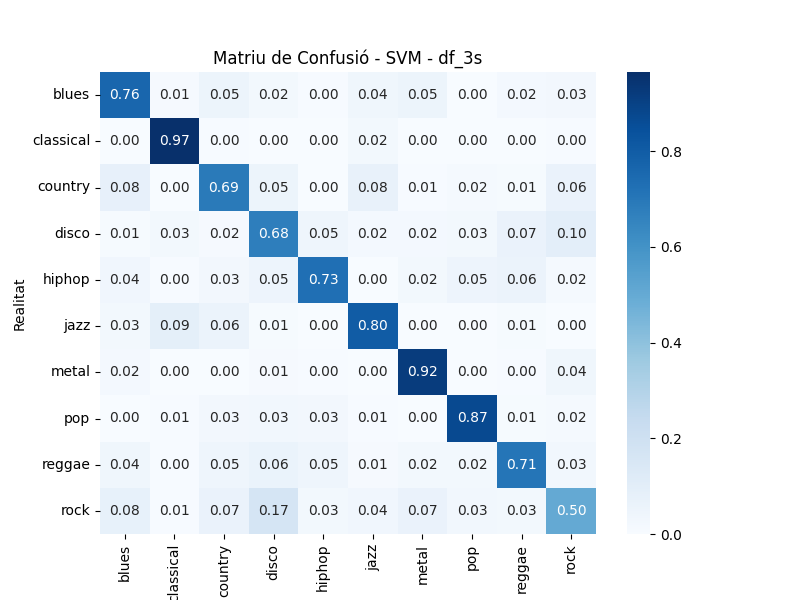 Matriu de Confusió - SVM - df_3s
blues 0.76 0.01 0.05 0.02 0.00 0.04 0.05 0.00 0.02 0.03
classical 0.00 0.97 0.00 0.00 0.00 0.02 0.00 0.00 0.00 0.00
country 0.08 0.00 0.69 0.05 0.00 0.08 0.01 0.02 0.01 0.06
disco 0.01 0.03 0.02 0.68 0.05 0.02 0.02 0.03 0.07 0.10
hiphop 0.04 0.00 0.03 0.05 0.73 0.00 0.02 0.05 0.06 0.02
jazz 0.03 0.09 0.06 0.01 0.00 0.80 0.00 0.00 0.01 0.00
metal 0.02 0.00 0.00 0.01 0.00 0.00 0.92 0.00 0.00 0.04
pop 0.00 0.01 0.03 0.03 0.03 0.01 0.00 0.87 0.01 0.02
reggae 0.04 0.00 0.05 0.06 0.05 0.01 0.02 0.02 0.71 0.03
rock 0.08 0.01 0.07 0.17 0.03 0.04 0.07 0.03 0.03 0.50
blues classical country disco hiphop jazz metal pop reggae rock
Realitat
0.8
0.6
0.4
0.2
0.0